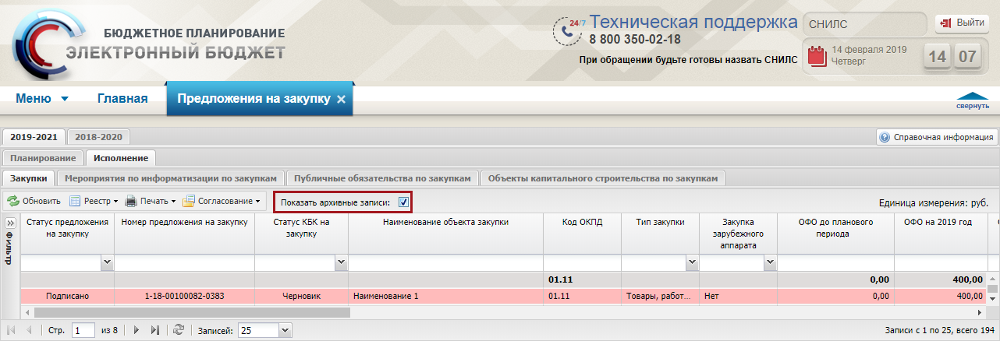 БЮДЖЕТНОЕ ПЛАНИРОВАНИЕ
ЭЛЕКТРОННЫЙ БЮДЖЕТ
24/7 Техническая поддержка
8 800 350-02-18
При обращении будьте готовы назвать СНИЛС
СНИЛС
Выйти
14 февраля 2019
Четверг
14 07
Меню
Главная
Предложения на закупку
свернуть
2019-2021 2018-2020
Справочная информация
Планирование Исполнение
Закупки Мероприятия по информатизации по закупкам Публичные обязательства по закупкам Объекты капитального строительства по закупкам
Обновить Реестр Печать Согласование Показать архивные записи: Единица измерения: руб.
Фильтр
Статус предложения на закупку
Номер предложения на закупку
Статус КБК на закупку
Наименование объекта закупки
Код ОКПД
Тип закупки
Закупка зарубежного аппарата
ОФО до планового периода
ОФО на 2019 год
01.11 0,00 400,00
Подписано 1-18-00100082-0383 Черновик Наименование 1 01.11 Товары, работ... Нет 0,00 400,00
Стр. 1 из 8 Записей: 25 Записи с 1 по 25, всего 194